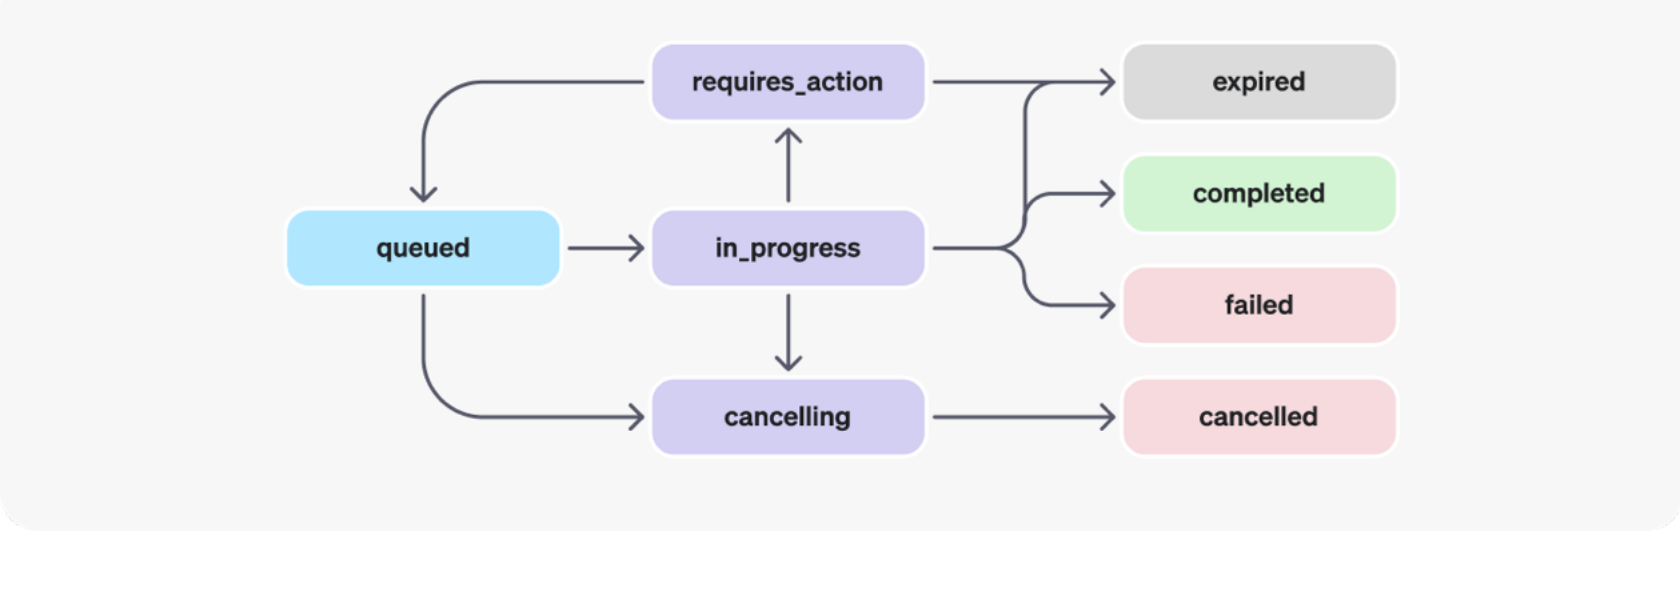 requires_action
expired
completed
queued
in_progress
failed
cancelling
cancelled